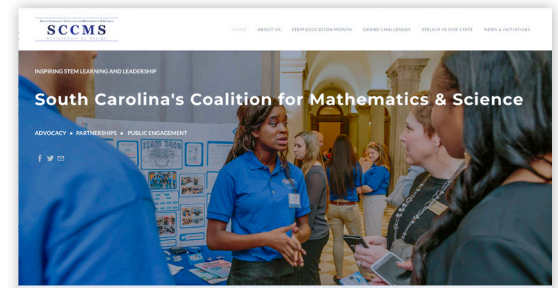 SCCMS
HOME ABOUT US STEM EDUCATION MONTH GRAND CHALLENGES STEM IN OUR STATE NEWS & INITIATIVES
INSPIRING STEM LEARNING AND LEADERSHIP
South Carolina's Coalition for Mathematics & Science
ADVOCACY • PARTNERSHIPS • PUBLIC ENGAGEMENT